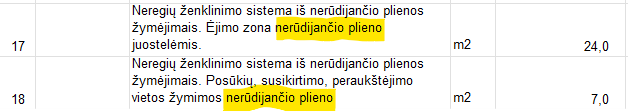 Neregių ženklinimo sistema iš nerūdijančio plienos
žymėjimais. Ėjimo zona nerūdijančio plieno
17 juostelėmis. m2 24,0
Neregių ženklinimo sistema iš nerūdijančio plienos
žymėjimais. Posūkių, susikirtimo, peraukštėjimo
18 vietos žymimos nerūdijančio plieno m2 7,0